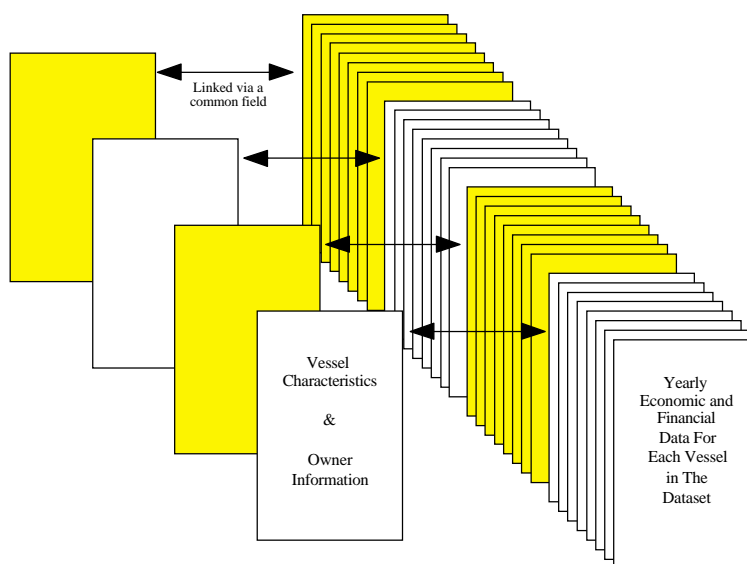 Linked via a
common field
Vessel
Characteristics
&
Owner
Information
Yearly
Economic and
Financial
Data For
Each Vessel
in The
Dataset